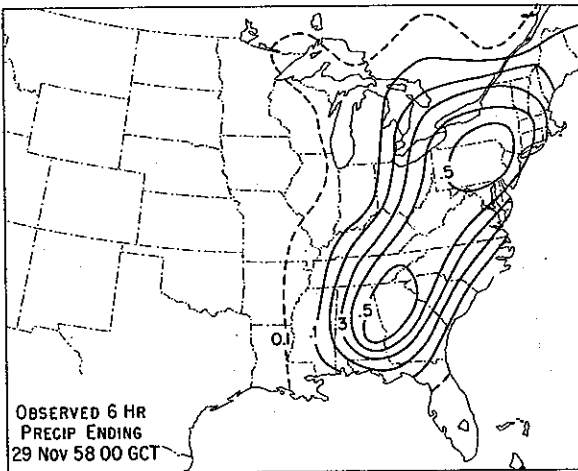 .5
0.1
.1
.3
.5
OBSERVED 6 HR
PRECIP ENDING
29 NOV 58 00 GCT